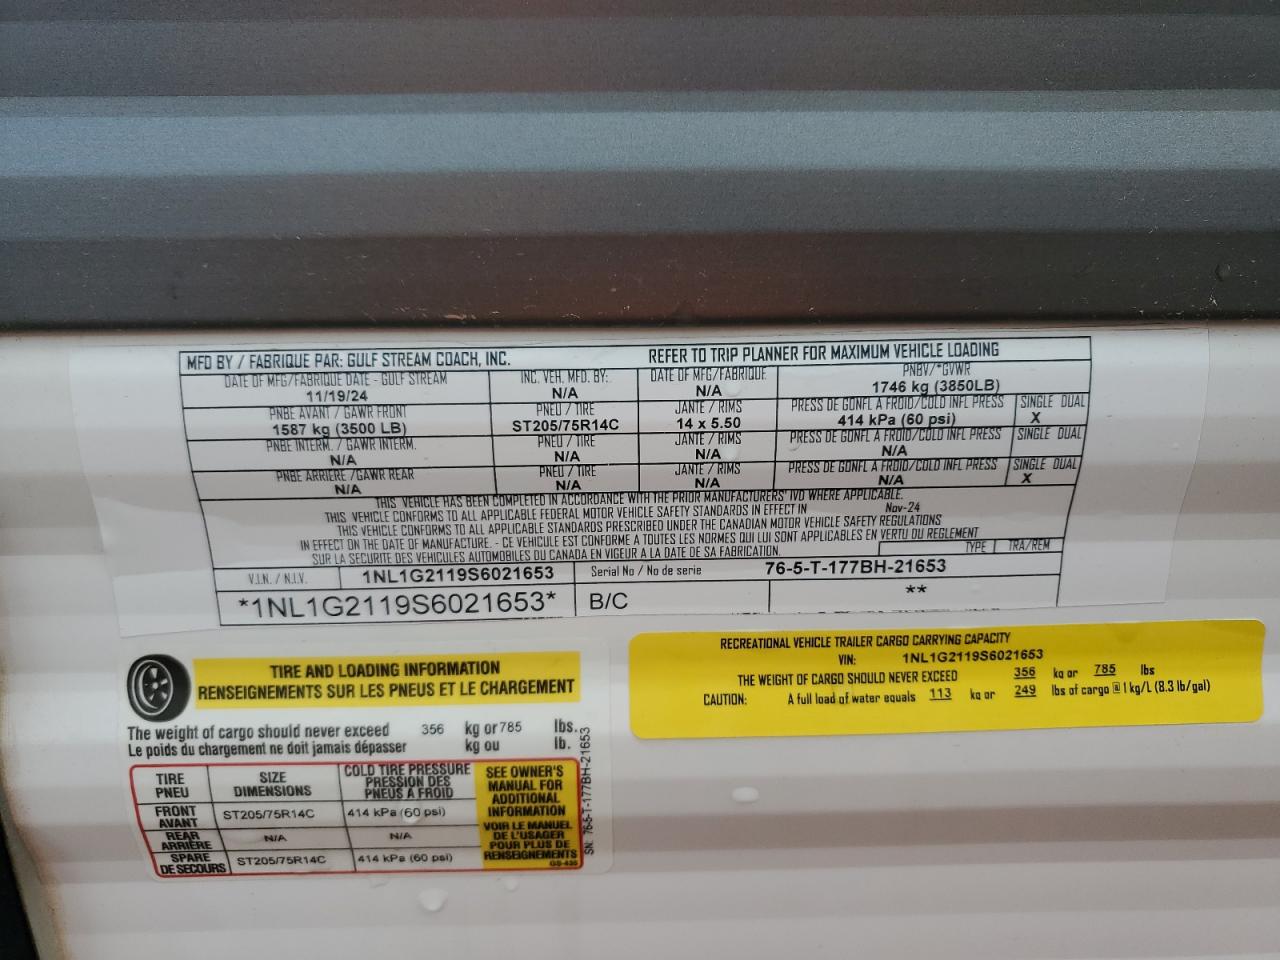 MFD BY / FABRIQUE PAR: GULF STREAM COACH, INC. REFER TO TRIP PLANNER FOR MAXIMUM VEHICLE LOADING
DATE OF MFG/FABRIQUE DATE - GULF STREAM INC. VEH. MFD. BY: DATE OF MFG/FABRIQUE PNBV/*GVWR
11/19/24 N/A N/A 1746 kg (3850LB)
PNBE AVANT / GAWR FRONT PNEU / TIRE JANTE / RIMS PRESS DE GONFL A FROID/COLD INFL PRESS SINGLE DUAL
1587 kg (3500 LB) ST205/75R14C 14 x 5.50 414 kPa (60 psi) X
PNBE INTERM. / GAWR INTERM. PNEU / TIRE JANTE / RIMS PRESS DE GONFL A FROID/COLD INFL PRESS SINGLE DUAL
N/A N/A N/A N/A
PNBE ARRIERE /GAWR REAR PNEU / TIRE JANTE / RIMS PRESS DE GONFL A FROID/COLD INFL PRESS SINGLE DUAL
N/A N/A N/A N/A X
THIS VEHICLE HAS BEEN COMPLETED IN ACCORDANCE WITH THE PRIOR MANUFACTURERS' IVD WHERE APPLICABLE.
THIS VEHICLE CONFORMS TO ALL APPLICABLE FEDERAL MOTOR VEHICLE SAFETY STANDARDS IN EFFECT IN Nov-24
THIS VEHICLE CONFORMS TO ALL APPLICABLE STANDARDS PRESCRIBED UNDER THE CANADIAN MOTOR VEHICLE SAFETY REGULATIONS
IN EFFECT ON THE DATE OF MANUFACTURE. - CE VEHICULE EST CONFORME A TOUTES LES NORMES QUI LUI SONT APPLICABLES EN VERTU DU REGLEMENT
SUR LA SECURITE DES VEHICULES AUTOMOBILES DU CANADA EN VIGEUR A LA DATE DE SA FABRICATION. TYPE TRA/REM
V.I.N. / N.I.V. 1NL1G2119S6021653 Serial No / No de serie 76-5-T-177BH-21653
*1NL1G2119S6021653* B/C **
TIRE AND LOADING INFORMATION
RENSEIGNEMENTS SUR LES PNEUS ET LE CHARGEMENT
The weight of cargo should never exceed 356 kg or 785 lbs.
Le poids du chargement ne doit jamais dépasser kg ou lb.
TIRE PNEU SIZE DIMENSIONS COLD TIRE PRESSURE PRESSION DES PNEUS A FROID
FRONT AVANT ST205/75R14C 414 kPa (60 psi)
REAR ARRIÈRE N/A N/A
SPARE DE SECOURS ST205/75R14C 414 kPa (60 psi)
SEE OWNER'S
MANUAL FOR
ADDITIONAL
INFORMATION
VOIR LE MANUEL
DE L'USAGER
POUR PLUS DE
RENSEIGNEMENTS
GS-435
SN: 76-5-T-177BH-21653
RECREATIONAL VEHICLE TRAILER CARGO CARRYING CAPACITY
VIN: 1NL1G2119S6021653
THE WEIGHT OF CARGO SHOULD NEVER EXCEED 356 kg or 785 lbs
CAUTION: A full load of water equals 113 kg or 249 lbs of cargo @ 1 kg/L (8.3 lb/gal)